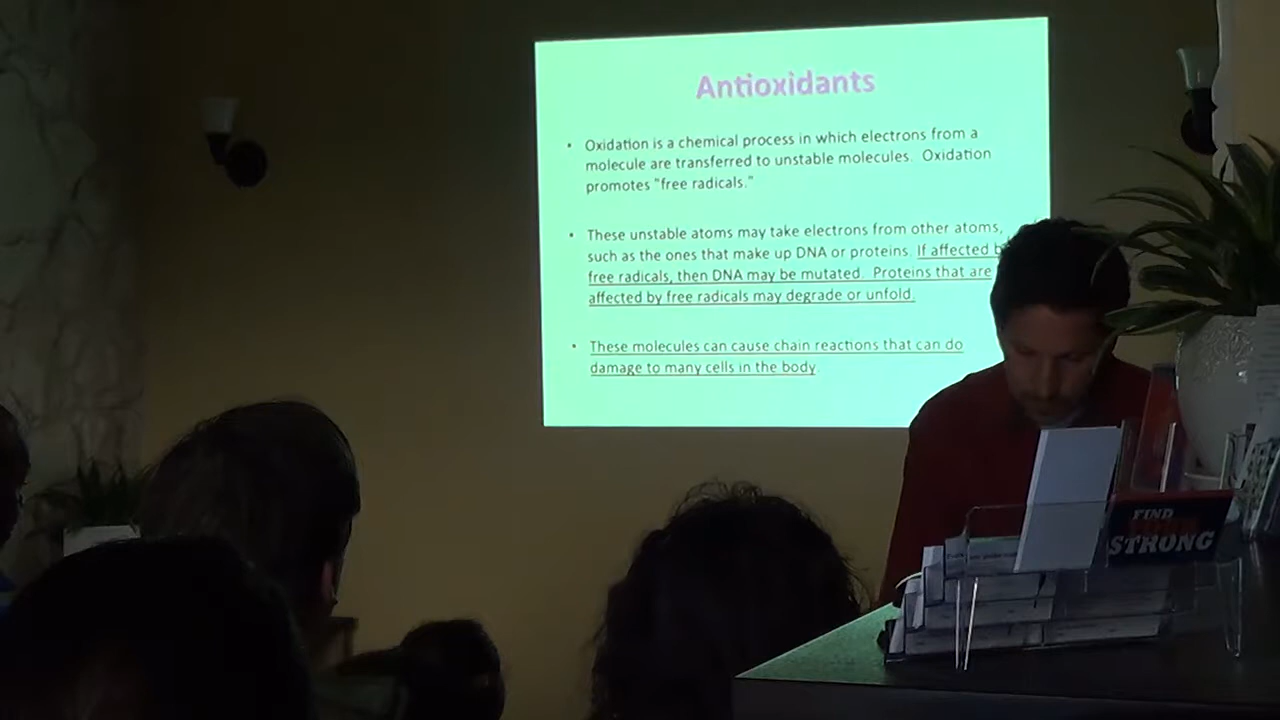 Antioxidants
• Oxidation is a chemical process in which electrons from a
molecule are transferred to unstable molecules. Oxidation
promotes "free radicals."
• These unstable atoms may take electrons from other atoms,
such as the ones that make up DNA or proteins. If affected b
free radicals, then DNA may be mutated. Proteins that are
affected by free radicals may degrade or unfold.
• These molecules can cause chain reactions that can do
damage to many cells in the body.
FIND
STRONG